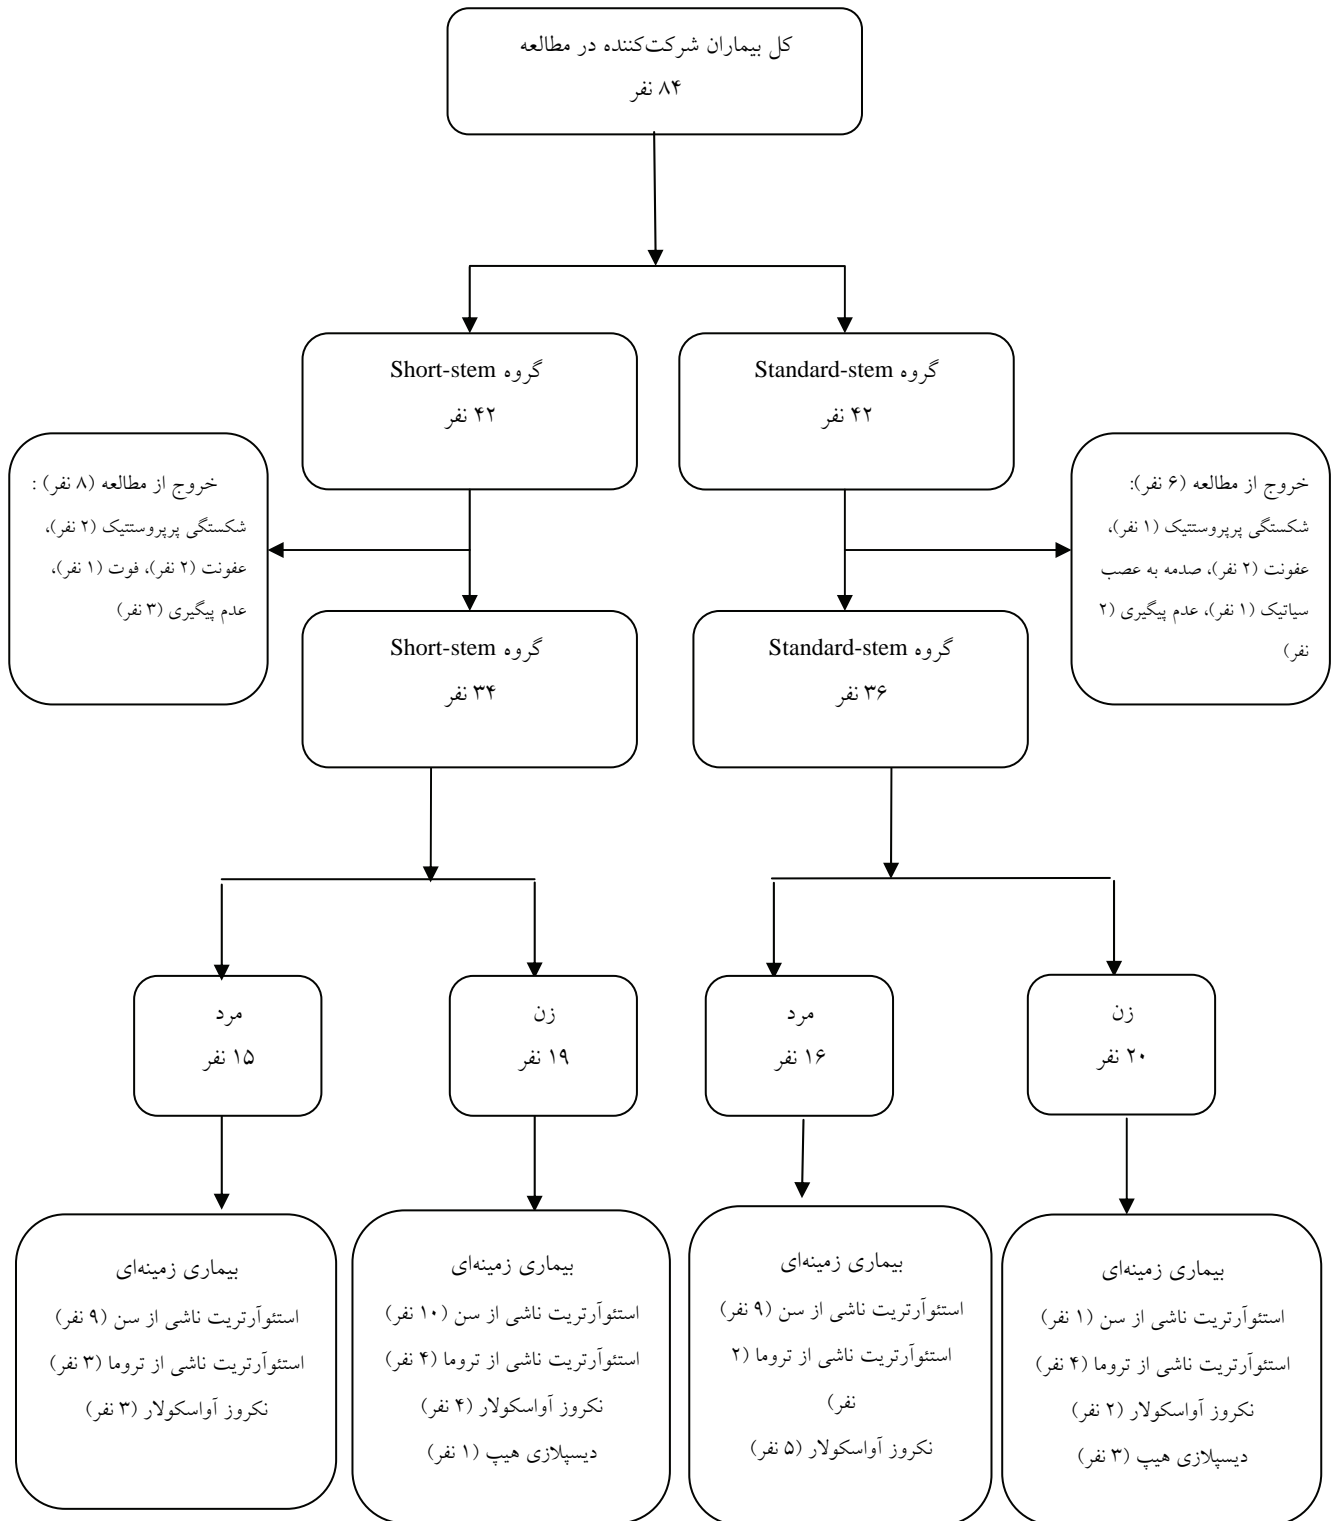 کل بیماران شرکت‌کننده در مطالعه
۸۴ نفر
گروه Standard-stem
۴۲ نفر
گروه Short-stem
۴۲ نفر
خروج از مطالعه (۶ نفر):
شکستگی پرپروستتیک (۱ نفر)،
عفونت (۲ نفر)، صدمه به عصب
سیاتیک (۱ نفر)، عدم پیگیری (۲
نفر)
خروج از مطالعه (۸ نفر) :
شکستگی پرپروستتیک (۲ نفر)،
عفونت (۲ نفر)، فوت (۱ نفر)،
عدم پیگیری (۳ نفر)
گروه Standard-stem
۳۶ نفر
گروه Short-stem
۳۴ نفر
زن
۲۰ نفر
مرد
۱۶ نفر
زن
۱۹ نفر
مرد
۱۵ نفر
بیماری زمینه‌ای
استئوآرتریت ناشی از سن (۱ نفر)
استئوآرتریت ناشی از تروما (۴ نفر)
نکروز آواسکولار (۲ نفر)
دیسپلازی هیپ (۳ نفر)
بیماری زمینه‌ای
استئوآرتریت ناشی از سن (۹ نفر)
استئوآرتریت ناشی از تروما (۲
نفر)
نکروز آواسکولار (۵ نفر)
بیماری زمینه‌ای
استئوآرتریت ناشی از سن (۱۰ نفر)
استئوآرتریت ناشی از تروما (۴ نفر)
نکروز آواسکولار (۴ نفر)
دیسپلازی هیپ (۱ نفر)
بیماری زمینه‌ای
استئوآرتریت ناشی از سن (۹ نفر)
استئوآرتریت ناشی از تروما (۳ نفر)
نکروز آواسکولار (۳ نفر)